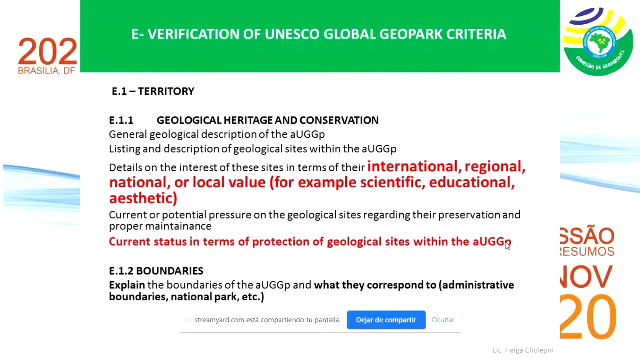 E- VERIFICATION OF UNESCO GLOBAL GEOPARK CRITERIA
202
BRASÍLIA, DF
COMISSÃO DE GEOPARQUES
E.1 – TERRITORY
E.1.1 GEOLOGICAL HERITAGE AND CONSERVATION
General geological description of the aUGGp
Listing and description of geological sites within the aUGGp
Details on the interest of these sites in terms of their international, regional,
national, or local value (for example scientific, educational,
aesthetic)
Current or potential pressure on the geological sites regarding their preservation and
proper maintainance
Current status in terms of protection of geological sites within the aUGGp
E.1.2 BOUNDARIES
Explain the boundaries of the aUGGp and what they correspond to (administrative
boundaries, national park, etc.)
SSÃO
RESUMOS
NOV
20
streamyard.com está compartiendo tu pantalla.
Dejar de compartir
Ocultar
Lic. Helga Chulepin